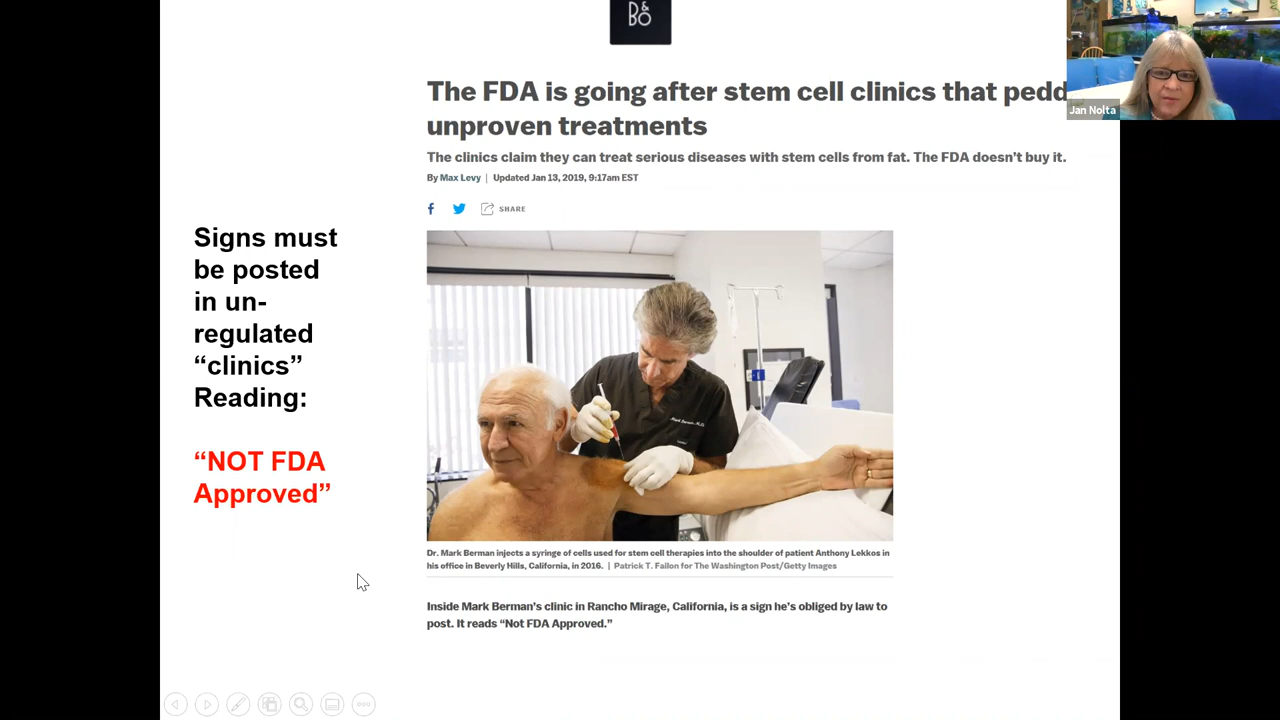 B&O
The FDA is going after stem cell clinics that pedd
unproven treatments
The clinics claim they can treat serious diseases with stem cells from fat. The FDA doesn't buy it.
By Max Levy | Updated Jan 13, 2019, 9:17am EST
SHARE
Jan Nolta
Signs must
be posted
in un-
regulated
“clinics”
Reading:
“NOT FDA
Approved”
Mark Berman, M.D.
Dr. Mark Berman injects a syringe of cells used for stem cell therapies into the shoulder of patient Anthony Lekkos in
his office in Beverly Hills, California, in 2016. | Patrick T. Fallon for The Washington Post/Getty Images
Inside Mark Berman's clinic in Rancho Mirage, California, is a sign he's obliged by law to
post. It reads “Not FDA Approved.”